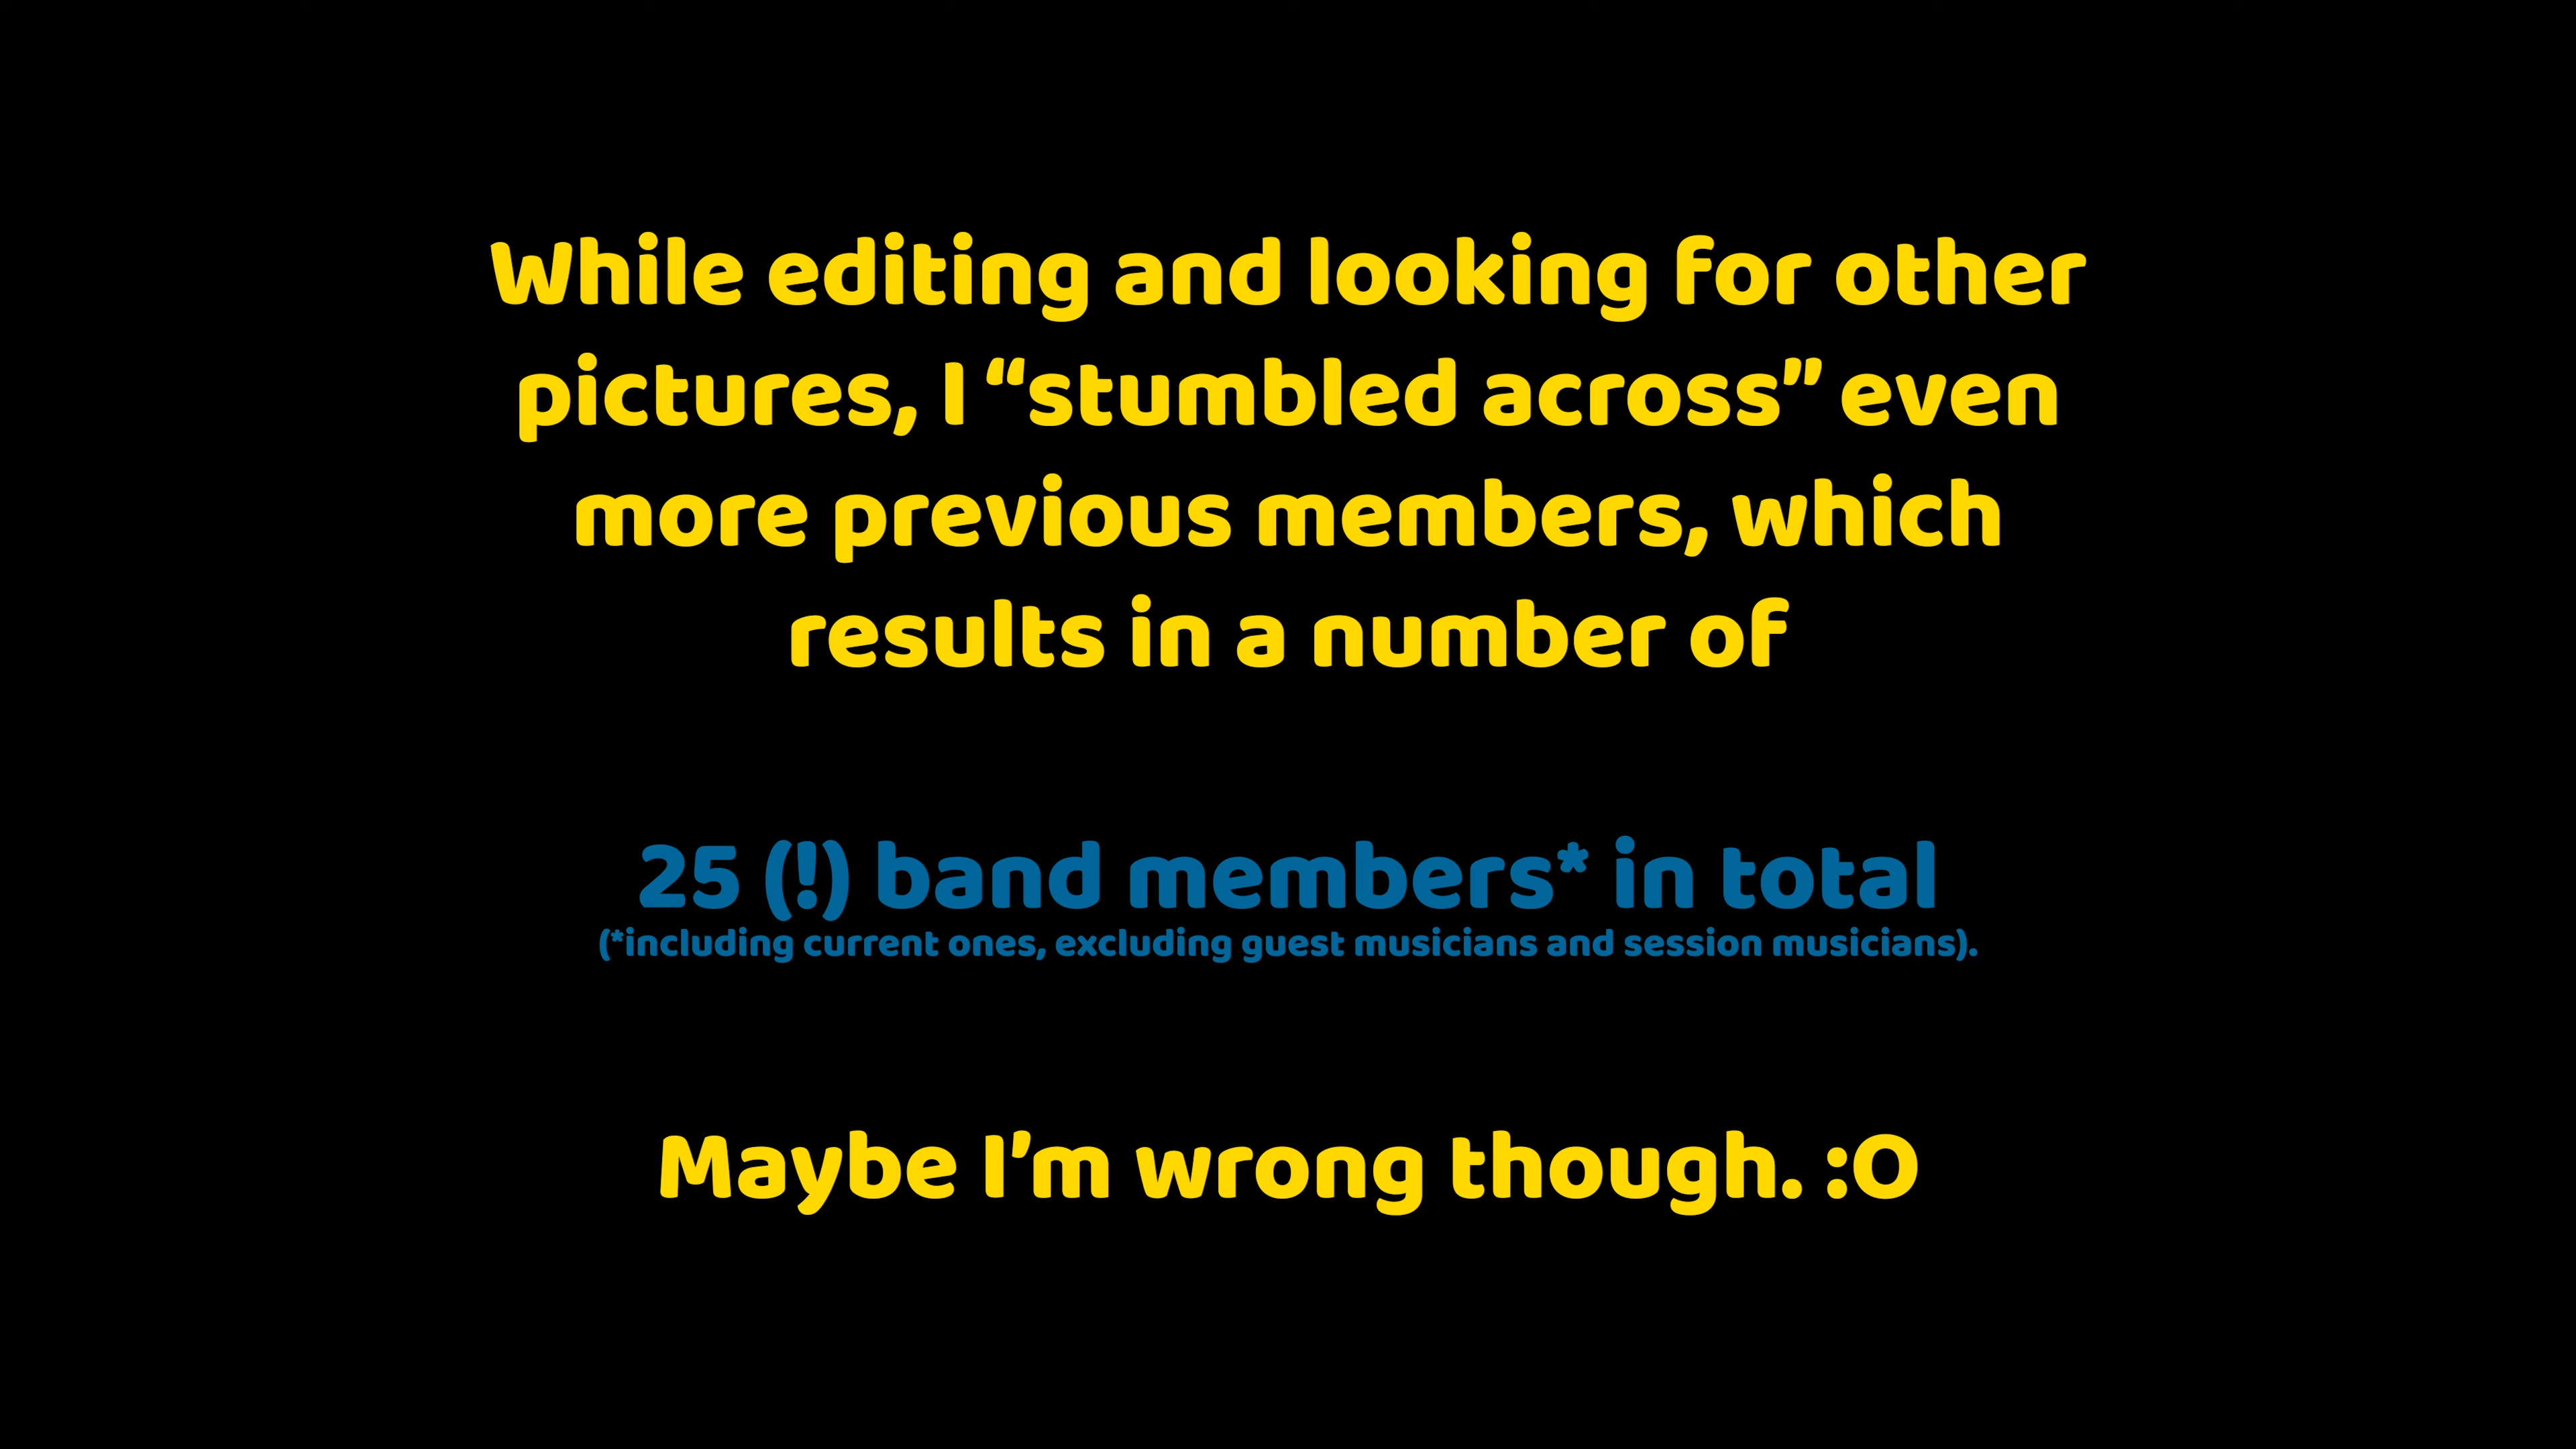 While editing and looking for other
pictures, I “stumbled across” even
more previous members, which
results in a number of
25 (!) band members* in total
(*including current ones, excluding guest musicians and session musicians).
Maybe I’m wrong though. :O